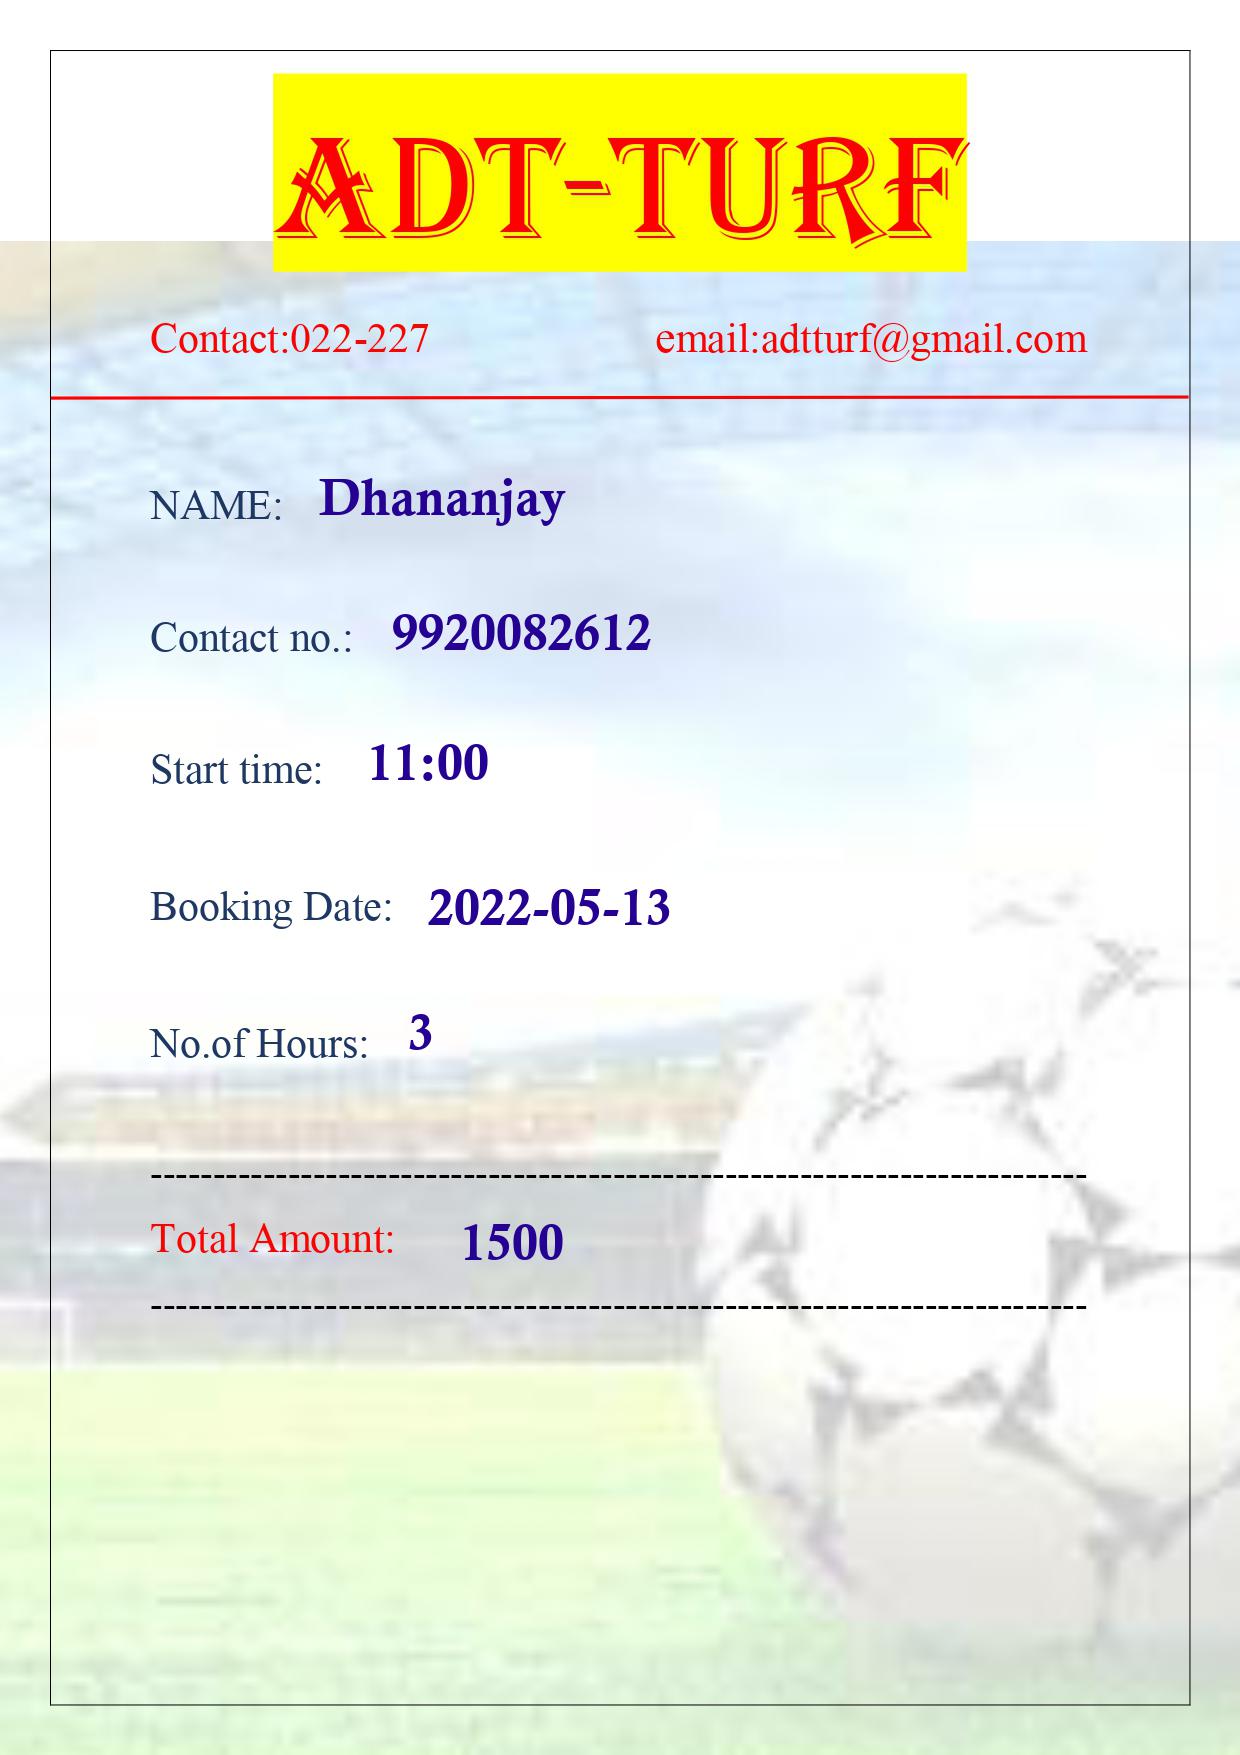 ADT-TURF
Contact:022-227 email:adtturf@gmail.com
NAME: Dhananjay
Contact no.: 9920082612
Start time: 11:00
Booking Date: 2022-05-13
No.of Hours: 3
---------------------------------------------------------------------------
Total Amount: 1500
---------------------------------------------------------------------------